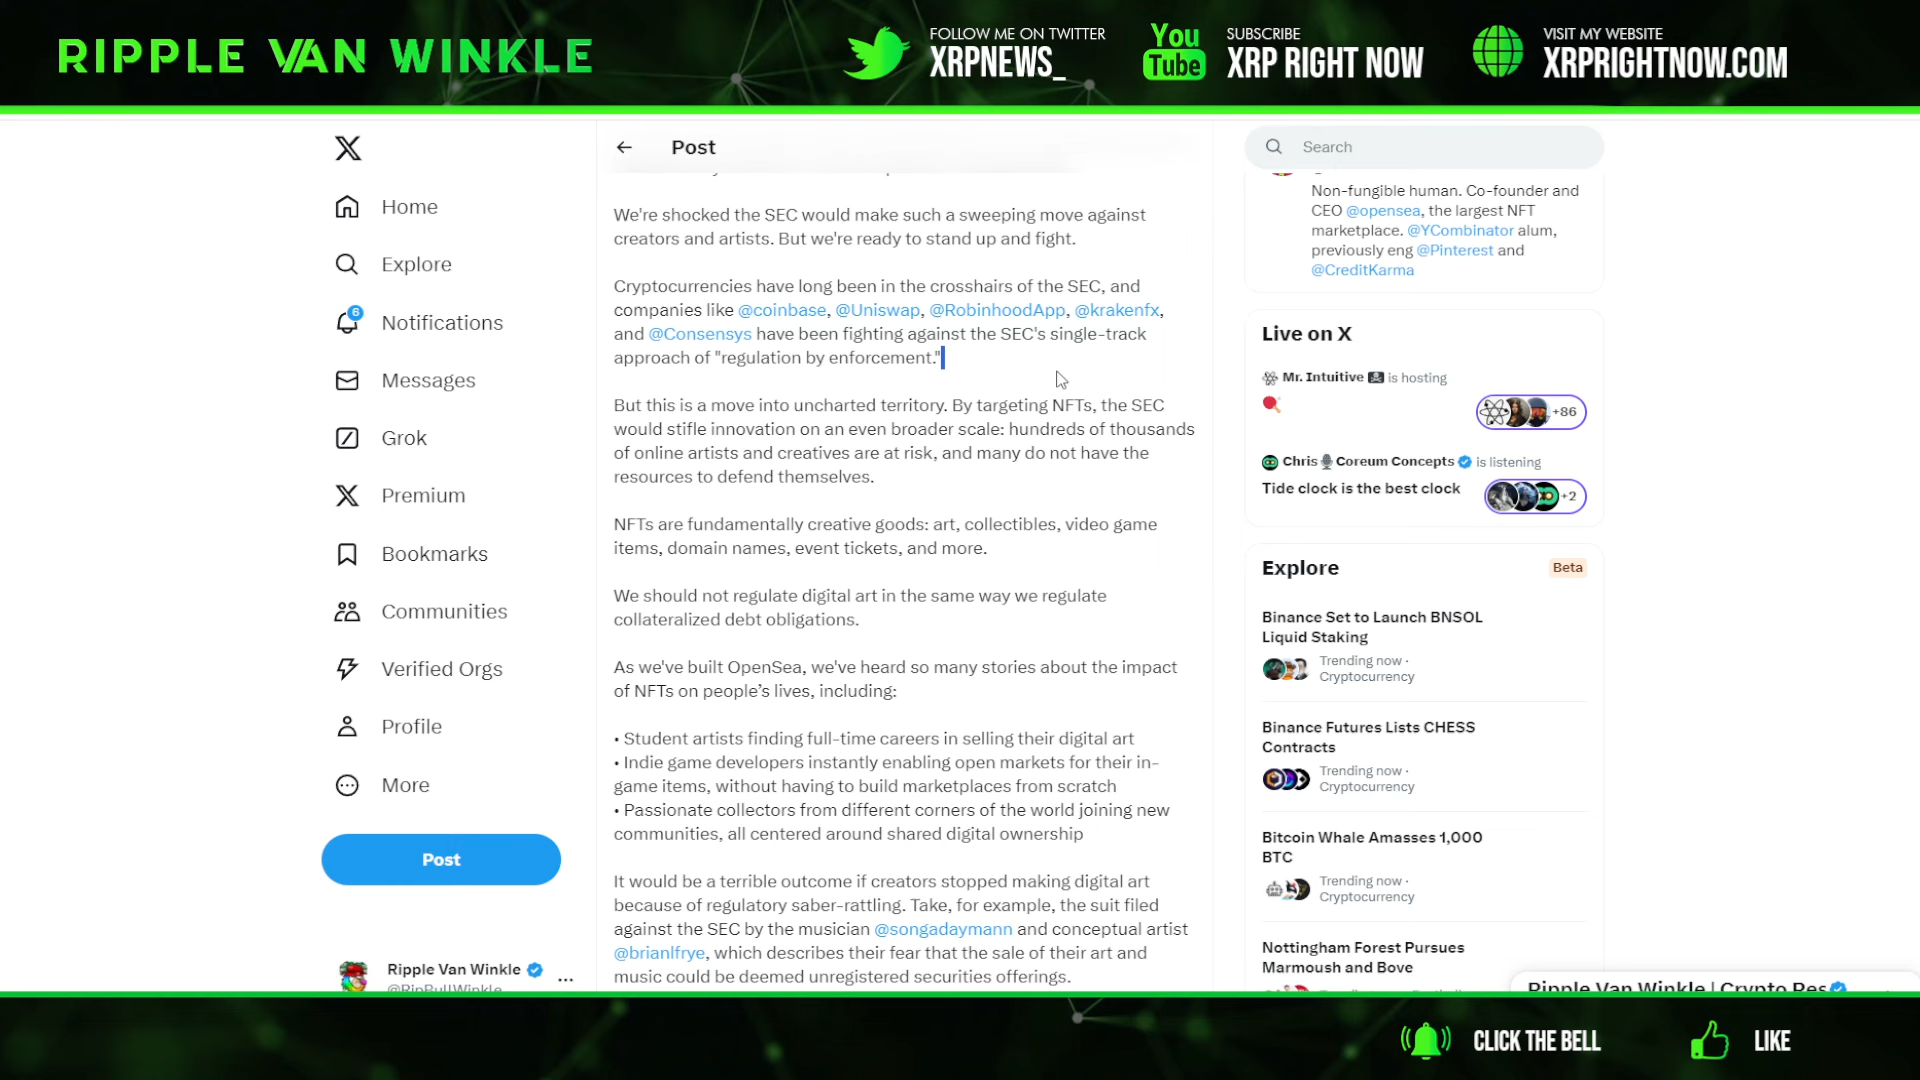 RIPPLE VAN WINKLE
FOLLOW ME ON TWITTER
XRPNEWS_
You
Tube
SUBSCRIBE
XRP RIGHT NOW
VISIT MY WEBSITE
XRPRIGHTNOW.COM
Home
Explore
6
Notifications
Messages
Grok
Premium
Bookmarks
Communities
Verified Orgs
Profile
More
Post
Ripple Van Winkle
@RipBullWinkle
Post
We're shocked the SEC would make such a sweeping move against
creators and artists. But we're ready to stand up and fight.
Cryptocurrencies have long been in the crosshairs of the SEC, and
companies like @coinbase, @Uniswap, @RobinhoodApp, @krakenfx,
and @Consensys have been fighting against the SEC's single-track
approach of "regulation by enforcement."
But this is a move into uncharted territory. By targeting NFTs, the SEC
would stifle innovation on an even broader scale: hundreds of thousands
of online artists and creatives are at risk, and many do not have the
resources to defend themselves.
NFTs are fundamentally creative goods: art, collectibles, video game
items, domain names, event tickets, and more.
We should not regulate digital art in the same way we regulate
collateralized debt obligations.
As we've built OpenSea, we've heard so many stories about the impact
of NFTs on people’s lives, including:
• Student artists finding full-time careers in selling their digital art
• Indie game developers instantly enabling open markets for their in-
game items, without having to build marketplaces from scratch
• Passionate collectors from different corners of the world joining new
communities, all centered around shared digital ownership
It would be a terrible outcome if creators stopped making digital art
because of regulatory saber-rattling. Take, for example, the suit filed
against the SEC by the musician @songadaymann and conceptual artist
@brianlfrye, which describes their fear that the sale of their art and
music could be deemed unregistered securities offerings.
Search
Non-fungible human. Co-founder and
CEO @opensea, the largest NFT
marketplace. @YCombinator alum,
previously eng @Pinterest and
@CreditKarma
Live on X
Mr. Intuitive is hosting
+86
Chris Coreum Concepts is listening
Tide clock is the best clock
+2
Explore
Beta
Binance Set to Launch BNSOL
Liquid Staking
Trending now ·
Cryptocurrency
Binance Futures Lists CHESS
Contracts
Trending now ·
Cryptocurrency
Bitcoin Whale Amasses 1,000
BTC
Trending now ·
Cryptocurrency
Nottingham Forest Pursues
Marmoush and Bove
Ripple Van Winkle | Crypto Res
CLICK THE BELL
LIKE